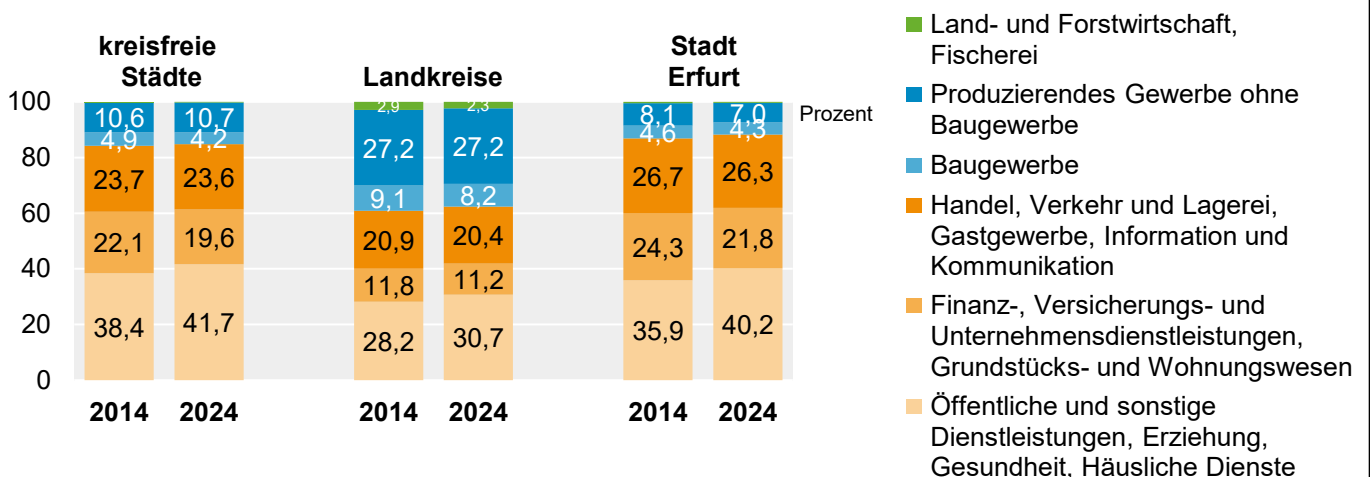 kreisfreie
Städte
Landkreise
Stadt
Erfurt
Prozent
100
80
60
40
20
0
10,6
4,9
23,7
22,1
38,4
10,7
4,2
23,6
19,6
41,7
2,9
27,2
9,1
20,9
11,8
28,2
2,3
27,2
8,2
20,4
11,2
30,7
8,1
4,6
26,7
24,3
35,9
7,0
4,3
26,3
21,8
40,2
2014 2024
2014 2024
2014 2024
Land- und Forstwirtschaft,
Fischerei
Produzierendes Gewerbe ohne
Baugewerbe
Baugewerbe
Handel, Verkehr und Lagerei,
Gastgewerbe, Information und
Kommunikation
Finanz-, Versicherungs- und
Unternehmensdienstleistungen,
Grundstücks- und Wohnungswesen
Öffentliche und sonstige
Dienstleistungen, Erziehung,
Gesundheit, Häusliche Dienste